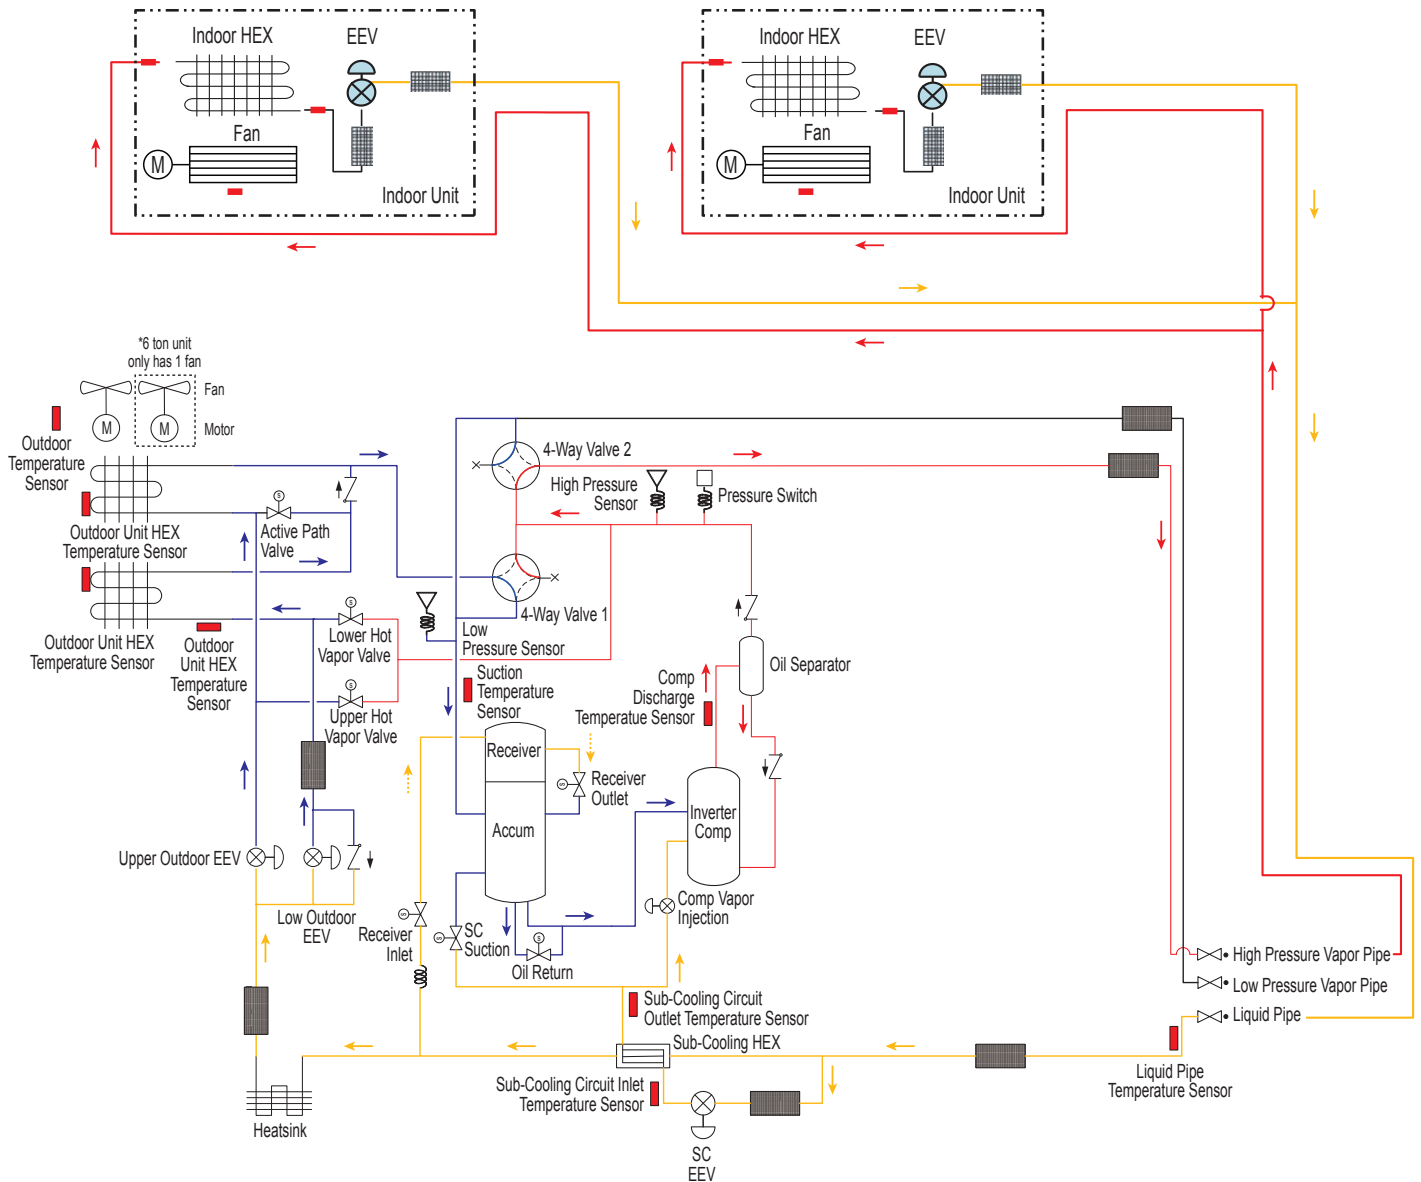 Indoor HEX
EEV
Fan
M
Indoor Unit
Indoor HEX
EEV
Fan
M
Indoor Unit
*6 ton unit
only has 1 fan
Fan
M
M
Motor
Outdoor
Temperature
Sensor
4-Way Valve 2
High Pressure
Sensor
Pressure Switch
S
Active Path
Valve
Outdoor Unit HEX
Temperature Sensor
4-Way Valve 1
S
Lower Hot
Vapor Valve
Low
Pressure Sensor
Outdoor Unit HEX
Temperature Sensor
Outdoor
Unit HEX
Temperature
Sensor
Suction
Temperature
Sensor
Oil Separator
Comp
Discharge
Temperatue Sensor
S
Upper Hot
Vapor Valve
Receiver
S
Receiver
Outlet
Accum
Inverter
Comp
Upper Outdoor EEV
Low Outdoor
EEV
S
Receiver
Inlet
S
SC
Suction
S
Oil Return
Comp Vapor
Injection
High Pressure Vapor Pipe
Low Pressure Vapor Pipe
Liquid Pipe
Sub-Cooling Circuit
Outlet Temperature Sensor
Sub-Cooling HEX
Sub-Cooling Circuit Inlet
Temperature Sensor
Liquid Pipe
Temperature Sensor
Heatsink
SC
EEV